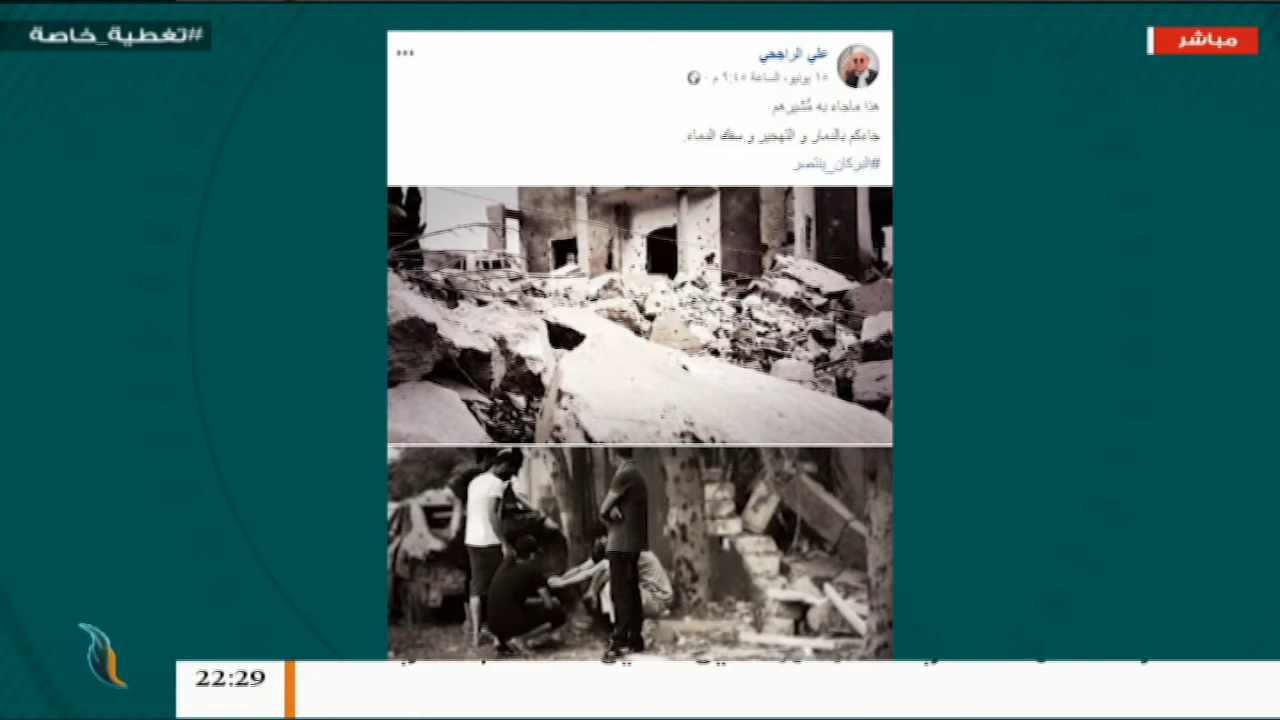 #تغطية_خاصة
مباشر
علي الراجحي
١٥ يونيو، الساعة ٩:٤٥ م
هذا ماجاء به مُشيرهم
جاءكم بالدمار و التهجير و سفك الدماء.
#البركان_ينتصر
22:29